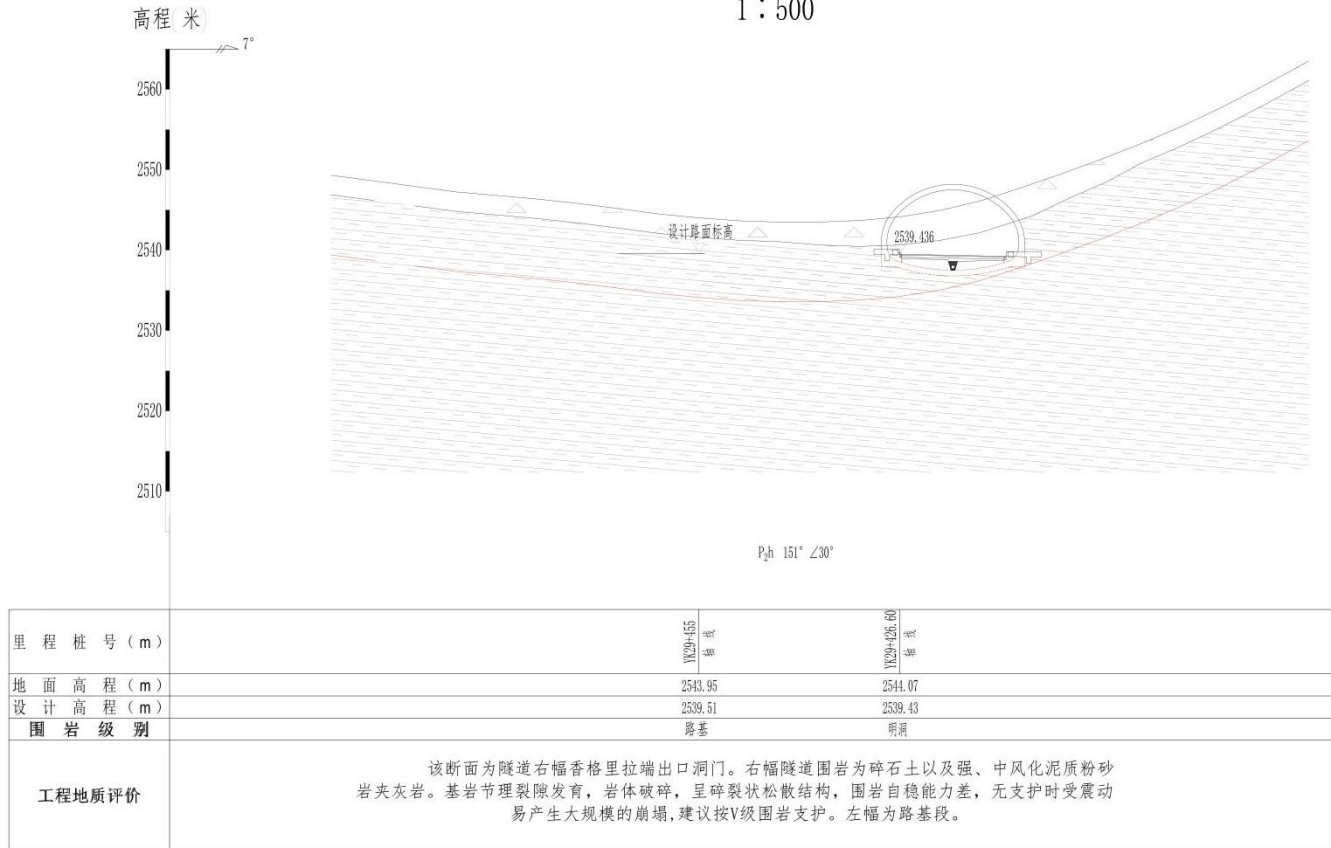 1：500
高程(米)
7°
2560
2550
2540
2530
2520
2510
设计路面标高
2539.436
P₂h 151° ∠30°
里程桩号(m)
YK29+455
轴线
YK29+426.60
轴线
地面高程(m) 2543.95 2544.07
设计高程(m) 2539.51 2539.43
围岩级别 路基 明洞
工程地质评价
该断面为隧道右幅香格里拉端出口洞门。右幅隧道围岩为碎石土以及强、中风化泥质粉砂
岩夹灰岩。基岩节理裂隙发育，岩体破碎，呈碎裂状松散结构，围岩自稳能力差，无支护时受震动
易产生大规模的崩塌,建议按V级围岩支护。左幅为路基段。